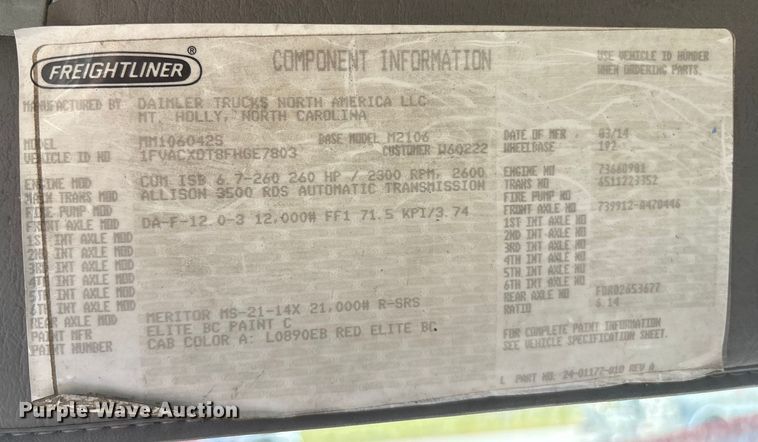 FREIGHTLINER®
COMPONENT INFORMATION
USE VEHICLE ID NUMBER
WHEN ORDERING PARTS.
MANUFACTURED BY DAIMLER TRUCKS NORTH AMERICA LLC
MT. HOLLY, NORTH CAROLINA
MODEL MM106042S BASE MODEL M2106 DATE OF MFR 03/14
VEHICLE ID NO 1FVACXDT8FHGE7803 CUSTOMER W60222 WHEELBASE 192
ENGINE MOD CUM ISB 6.7-260 260 HP / 2300 RPM, 2600 ENGINE NO 73660981
MAIN TRANS MOD ALLISON 3500 RDS AUTOMATIC TRANSMISSION TRANS NO 6511223352
FIRE PUMP MOD FIRE PUMP NO
FRONT AXLE MOD DA-F-12.0-3 12,000# FF1 71.5 KPI/3.74 FRONT AXLE NO 739912-A420446
1ST INT AXLE MOD 1ST INT AXLE NO
2ND INT AXLE MOD 2ND INT AXLE NO
3RD INT AXLE MOD 3RD INT AXLE NO
4TH INT AXLE MOD 4TH INT AXLE NO
5TH INT AXLE MOD 5TH INT AXLE NO
6TH INT AXLE MOD 6TH INT AXLE NO
REAR AXLE MOD MERITOR MS-21-14X 21,000# R-SRS REAR AXLE NO FDR02653677
RATIO 6.14
PAINT MFR ELITE BC PAINT C
PAINT NUMBER CAB COLOR A: L0890EB RED ELITE BC
FOR COMPLETE PAINT INFORMATION
SEE VEHICLE SPECIFICATION SHEET.
L PART NO. 24-01177-010 REV A
Purple Wave Auction